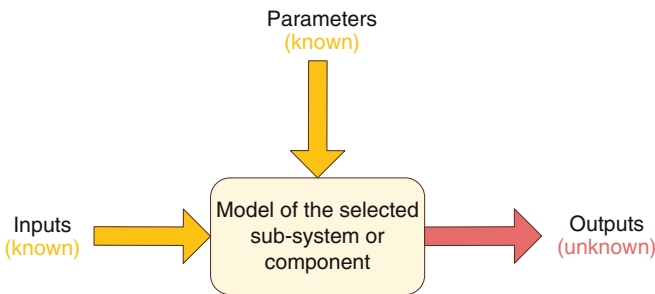 Parameters
(known)
Inputs
(known)
Model of the selected
sub-system or
component
Outputs
(unknown)